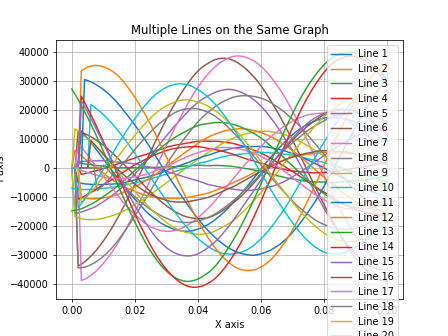 Multiple Lines on the Same Graph
40000
30000
20000
10000
0
−10000
−20000
−30000
−40000
0.00
0.02
0.04
0.06
0.08
X axis
axis
Line 1
Line 2
Line 3
Line 4
Line 5
Line 6
Line 7
Line 8
Line 9
Line 10
Line 11
Line 12
Line 13
Line 14
Line 15
Line 16
Line 17
Line 18
Line 19
Line 20